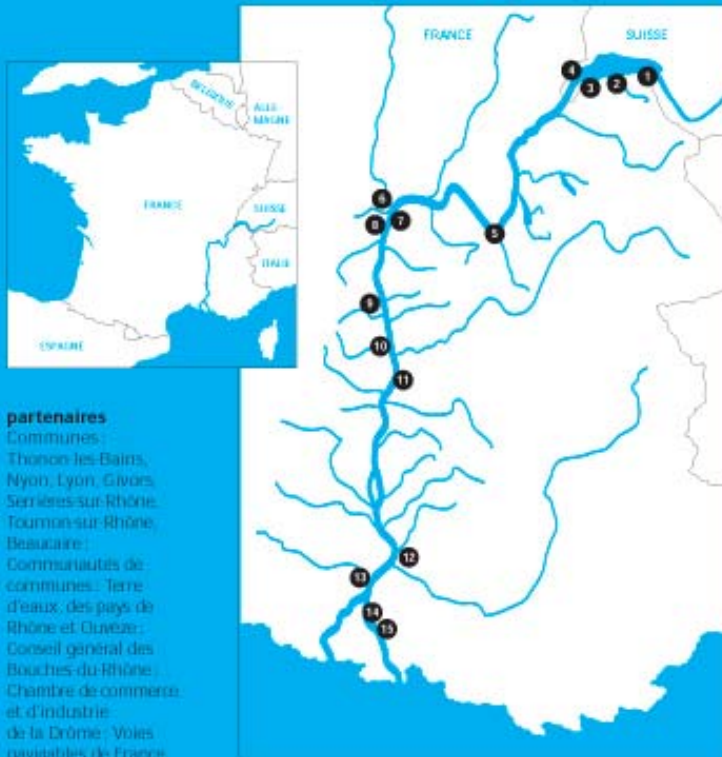 FRANCE
SUISSE
BELGIQUE
ALLE-
MAGNE
FRANCE
SUISSE
ITALIE
ESPAGNE
1
2
3
4
5
6
7
8
9
10
11
12
13
14
15
partenaires
Communes :
Thonon-les-Bains,
Nyon, Lyon, Givors,
Serrières-sur-Rhône,
Tournon-sur-Rhône,
Beaucaire ;
Communautés de
communes : Terre
d'eaux, des pays de
Rhône et Ouvèze ;
Conseil général des
Bouches-du-Rhône ;
Chambre de commerce
et d'industrie
de la Drôme ; Voies
navigables de France